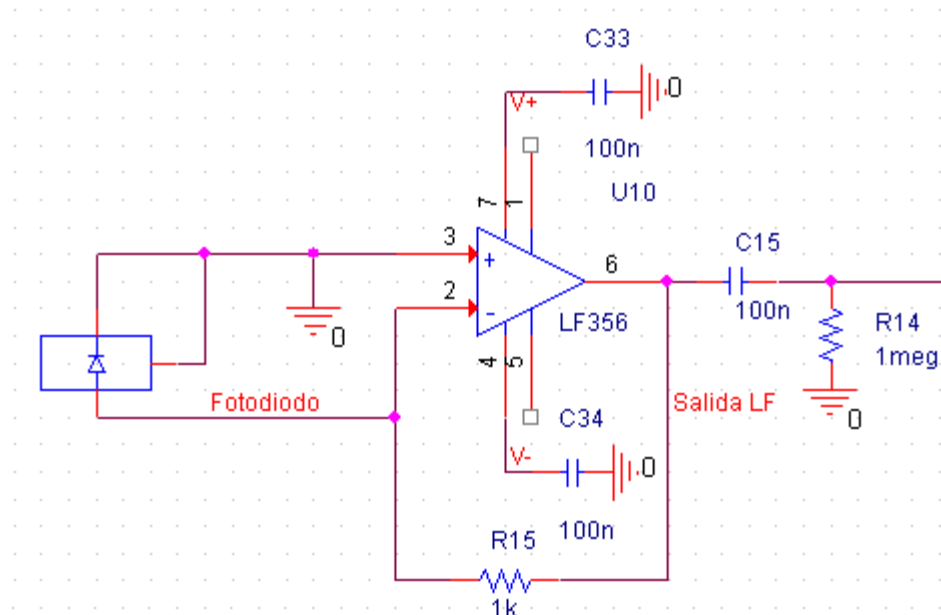 C33
0
V+
100n
7
1
U10
3
+
6
C15
2
-
LF356
100n
R14
1meg.
0
4
5
Fotodiodo
Salida LF
0
C34
V-
0
100n
R15
1k